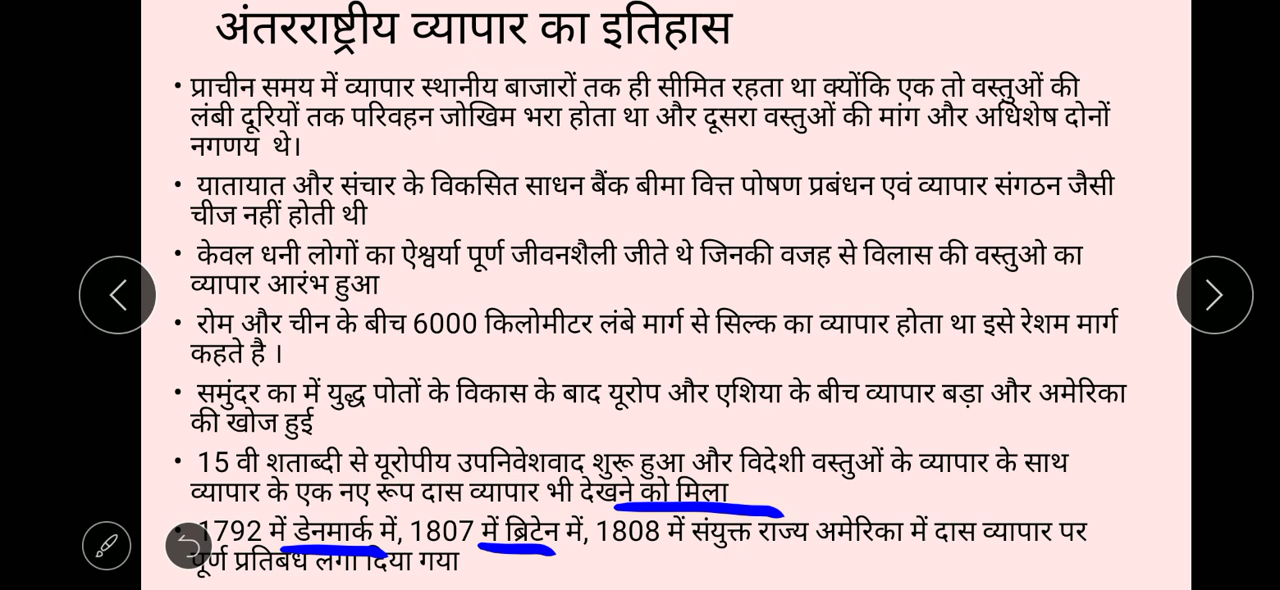 अंतरराष्ट्रीय व्यापार का इतिहास
• प्राचीन समय में व्यापार स्थानीय बाजारों तक ही सीमित रहता था क्योंकि एक तो वस्तुओं की
लंबी दूरियों तक परिवहन जोखिम भरा होता था और दूसरा वस्तुओं की मांग और अधिशेष दोनों
नगणय थे।
• यातायात और संचार के विकसित साधन बैंक बीमा वित्त पोषण प्रबंधन एवं व्यापार संगठन जैसी
चीज नहीं होती थी
• केवल धनी लोगों का ऐश्वर्या पूर्ण जीवनशैली जीते थे जिनकी वजह से विलास की वस्तुओ का
व्यापार आरंभ हुआ
• रोम और चीन के बीच 6000 किलोमीटर लंबे मार्ग से सिल्क का व्यापार होता था इसे रेशम मार्ग
कहते है ।
• समुंदर का में युद्ध पोतों के विकास के बाद यूरोप और एशिया के बीच व्यापार बड़ा और अमेरिका
की खोज हुई
• 15 वी शताब्दी से यूरोपीय उपनिवेशवाद शुरू हुआ और विदेशी वस्तुओं के व्यापार के साथ
व्यापार के एक नए रूप दास व्यापार भी देखने को मिला
• 1792 में डेनमार्क में, 1807 में ब्रिटेन में, 1808 में संयुक्त राज्य अमेरिका में दास व्यापार पर
पूर्ण प्रतिबंध लगा दिया गया